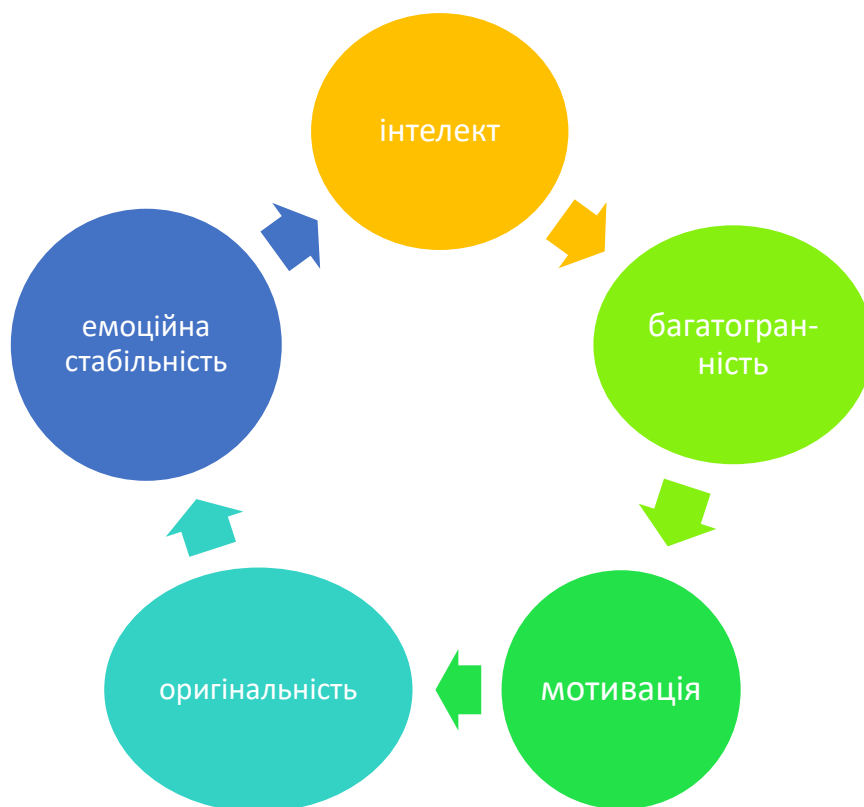 інтелект
багатогран-
ність
мотивація
оригінальність
емоційна
стабільність